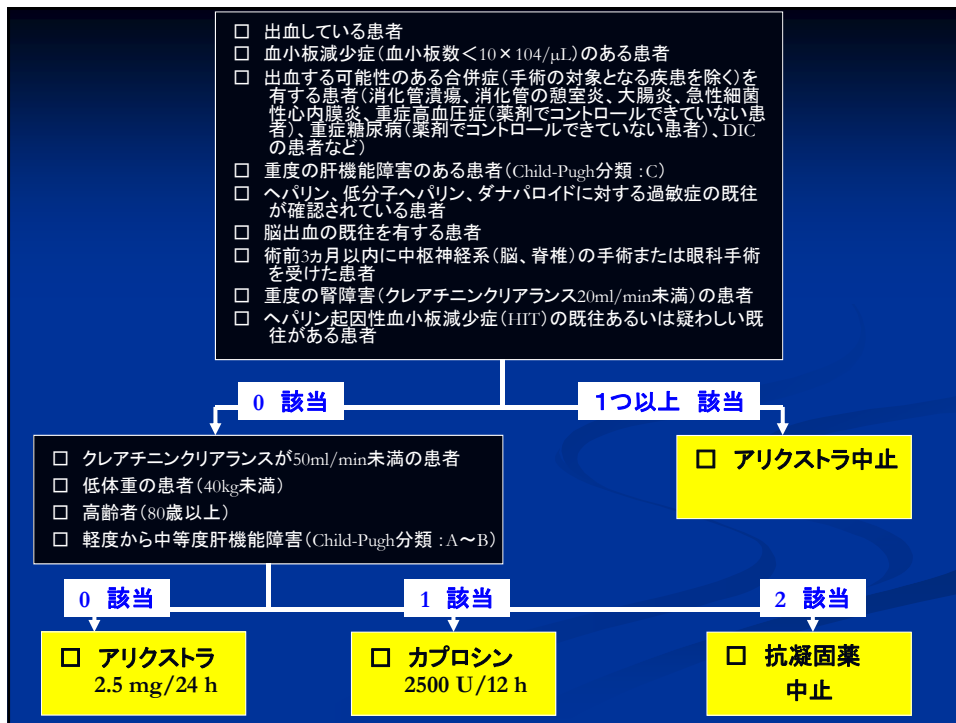 □ 出血している患者
□ 血小板減少症(血小板数<10×104/μL)のある患者
□ 出血する可能性のある合併症(手術の対象となる疾患を除く)を
有する患者(消化管潰瘍、消化管の憩室炎、大腸炎、急性細菌
性心内膜炎、重症高血圧症(薬剤でコントロールできていない患
者)、重症糖尿病(薬剤でコントロールできていない患者)、DIC
の患者など)
□ 重度の肝機能障害のある患者(Child-Pugh分類:C)
□ ヘパリン、低分子ヘパリン、ダナパロイドに対する過敏症の既往
が確認されている患者
□ 脳出血の既往を有する患者
□ 術前3ヵ月以内に中枢神経系(脳、脊椎)の手術または眼科手術
を受けた患者
□ 重度の腎障害(クレアチニンクリアランス20ml/min未満)の患者
□ ヘパリン起因性血小板減少症(HIT)の既往あるいは疑わしい既
往がある患者
0 該当
1つ以上 該当
□ クレアチニンクリアランスが50ml/min未満の患者
□ 低体重の患者(40kg未満)
□ 高齢者(80歳以上)
□ 軽度から中等度肝機能障害(Child-Pugh分類:A~B)
□ アリクストラ中止
0 該当
1 該当
2 該当
□ アリクストラ
2.5 mg/24 h
□ カプロシン
2500 U/12 h
□ 抗凝固薬
中止